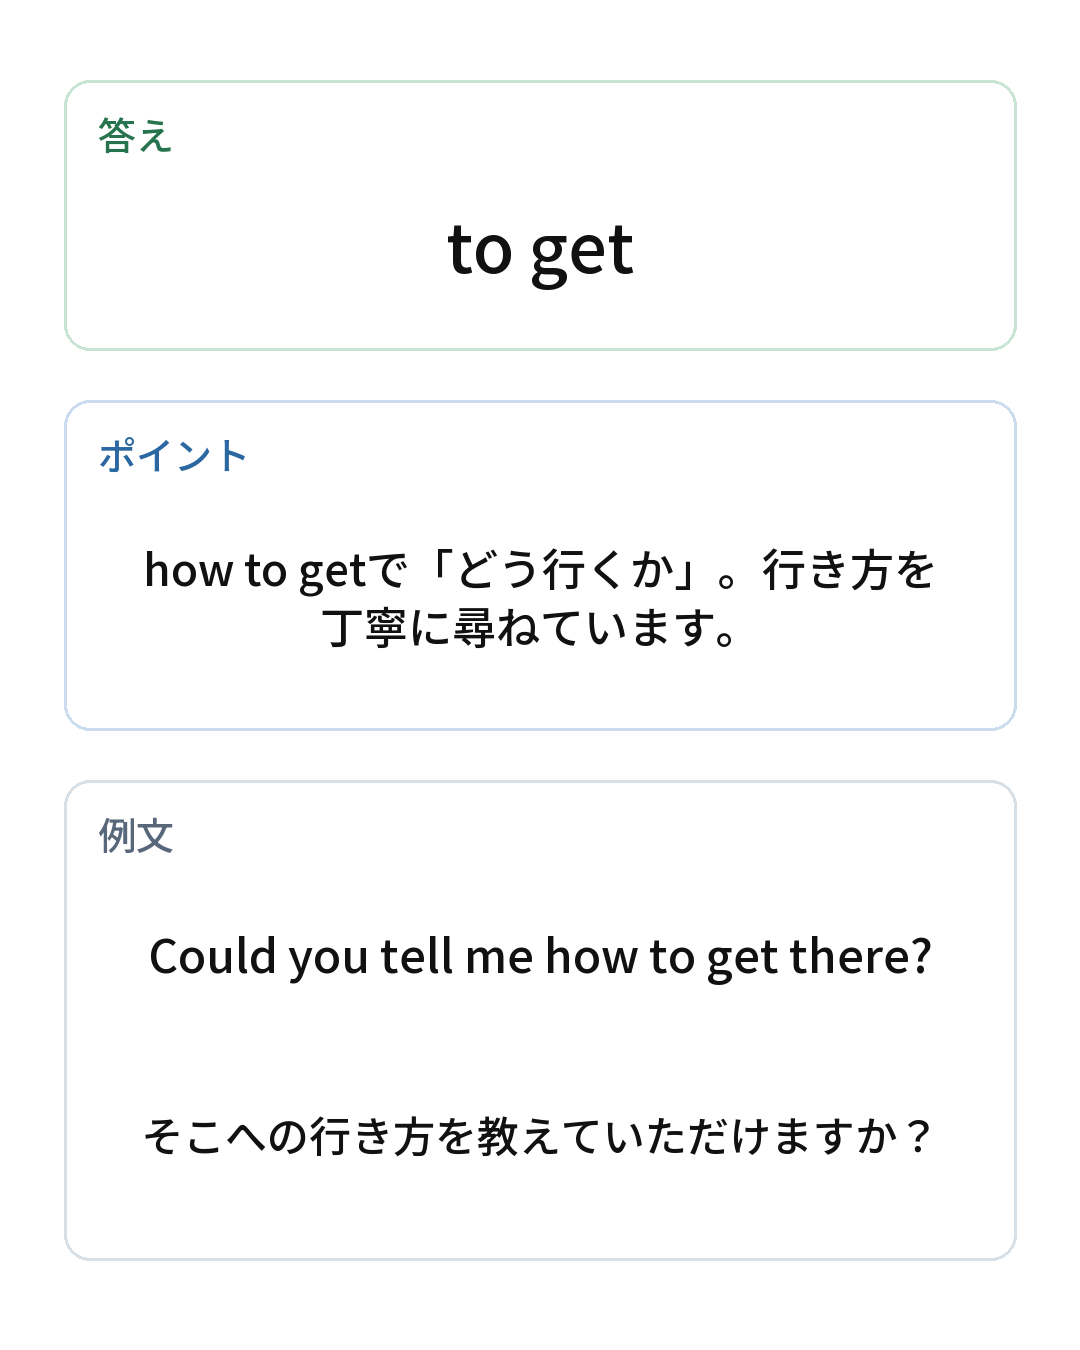 答え
to get
ポイント
how to getで「どう行くか」。行き方を
丁寧に尋ねています。
例文
Could you tell me how to get there?
そこへの行き方を教えていただけますか？